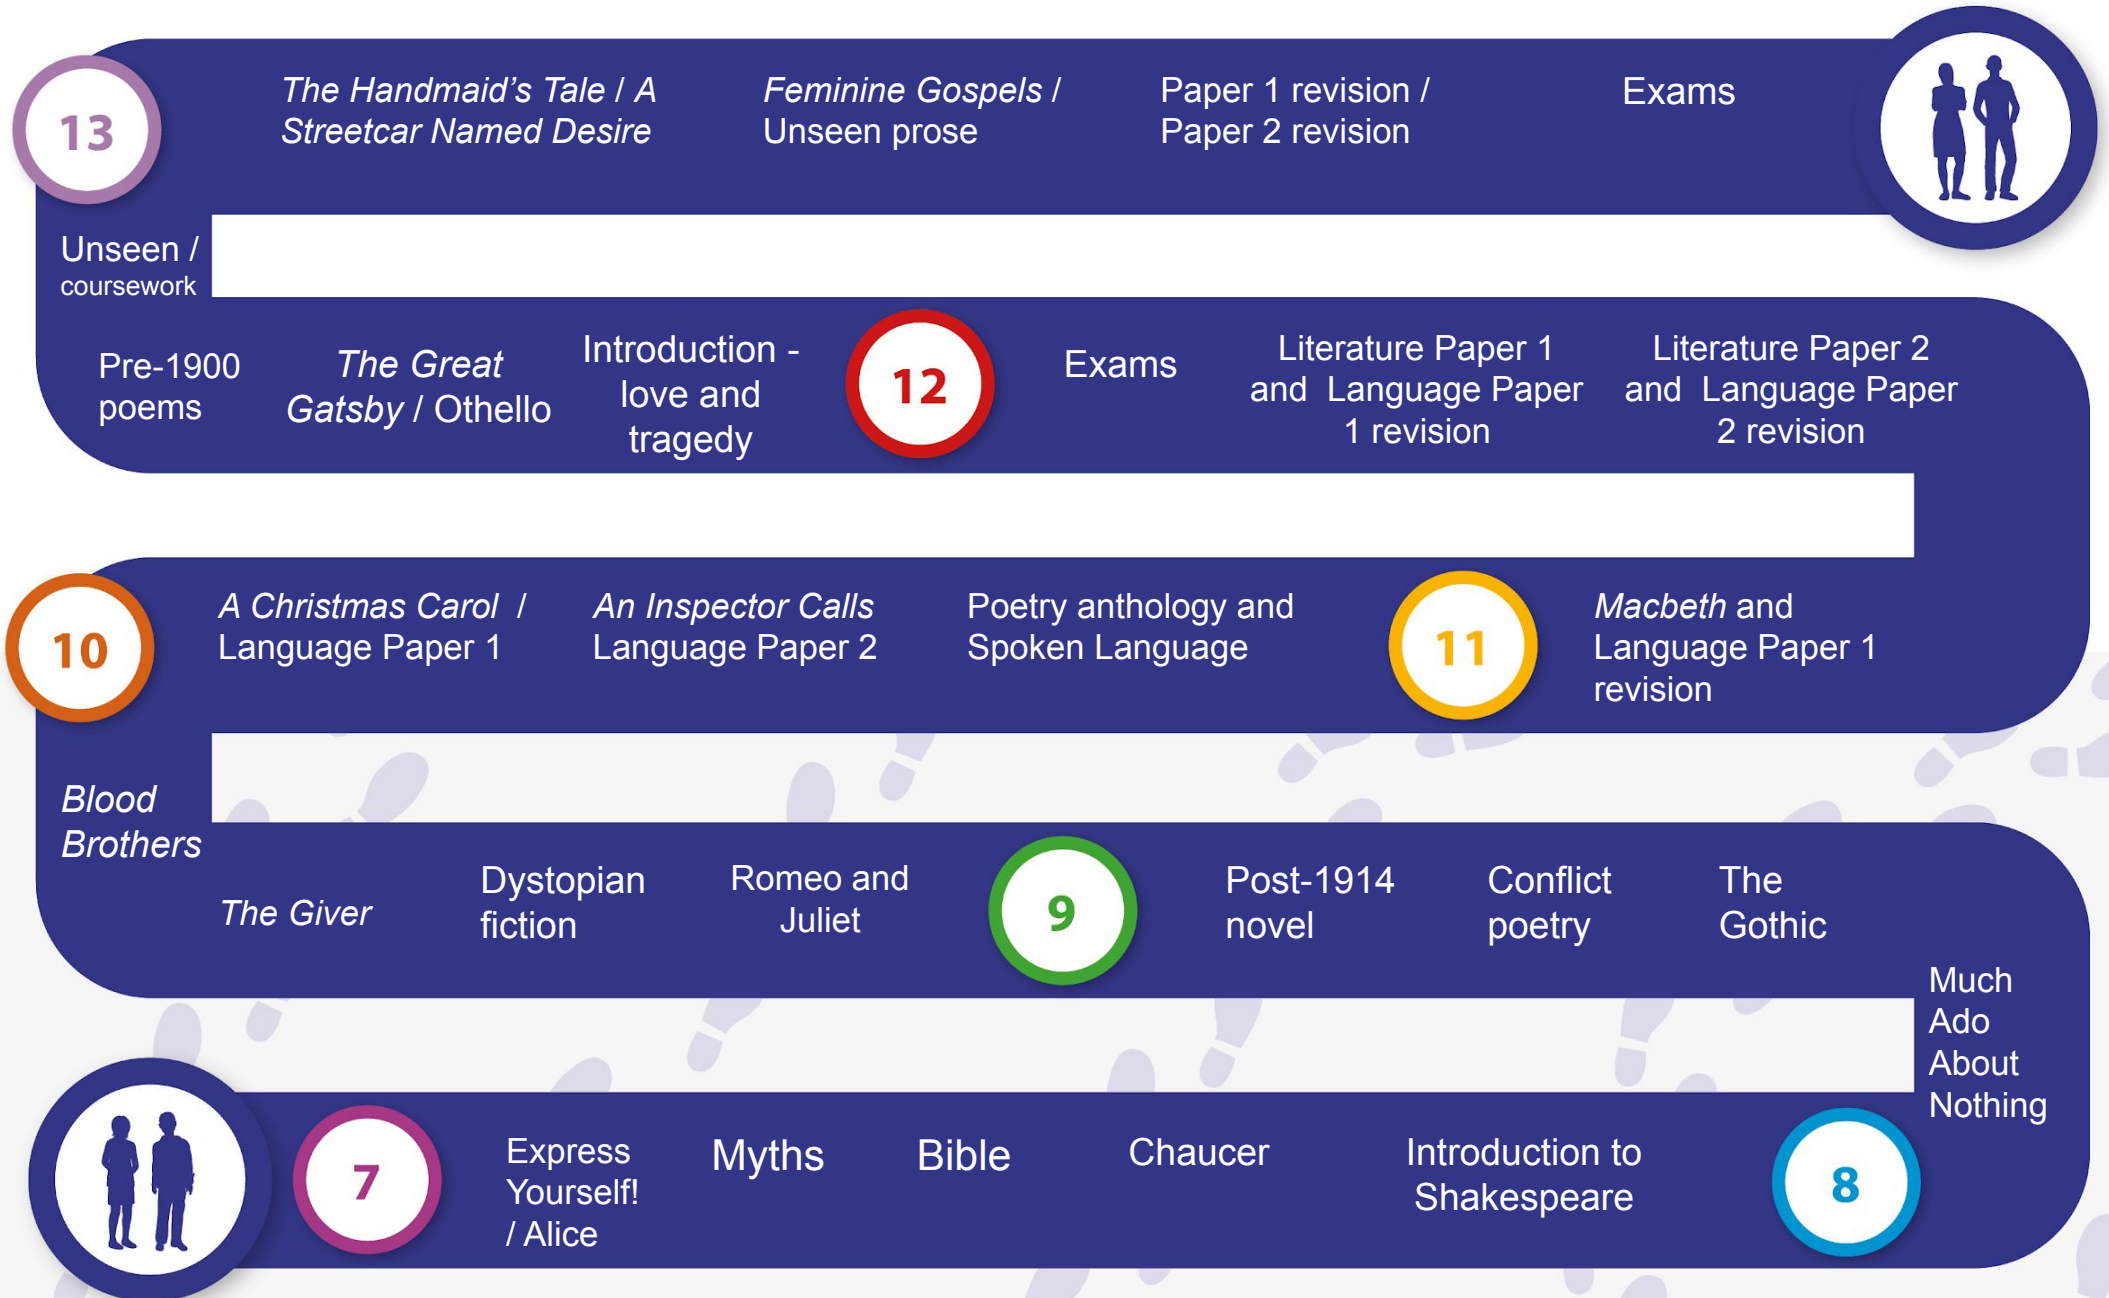 13
The Handmaid's Tale / A
Streetcar Named Desire
Feminine Gospels /
Unseen prose
Paper 1 revision /
Paper 2 revision
Exams
Unseen /
coursework
Pre-1900
poems
The Great
Gatsby / Othello
Introduction -
love and
tragedy
12
Exams
Literature Paper 1
and Language Paper
1 revision
Literature Paper 2
and Language Paper
2 revision
10
A Christmas Carol /
Language Paper 1
An Inspector Calls
Language Paper 2
Poetry anthology and
Spoken Language
11
Macbeth and
Language Paper 1
revision
Blood
Brothers
The Giver
Dystopian
fiction
Romeo and
Juliet
9
Post-1914
novel
Conflict
poetry
The
Gothic
Much
Ado
About
Nothing
7
Express
Yourself!
/ Alice
Myths
Bible
Chaucer
Introduction to
Shakespeare
8